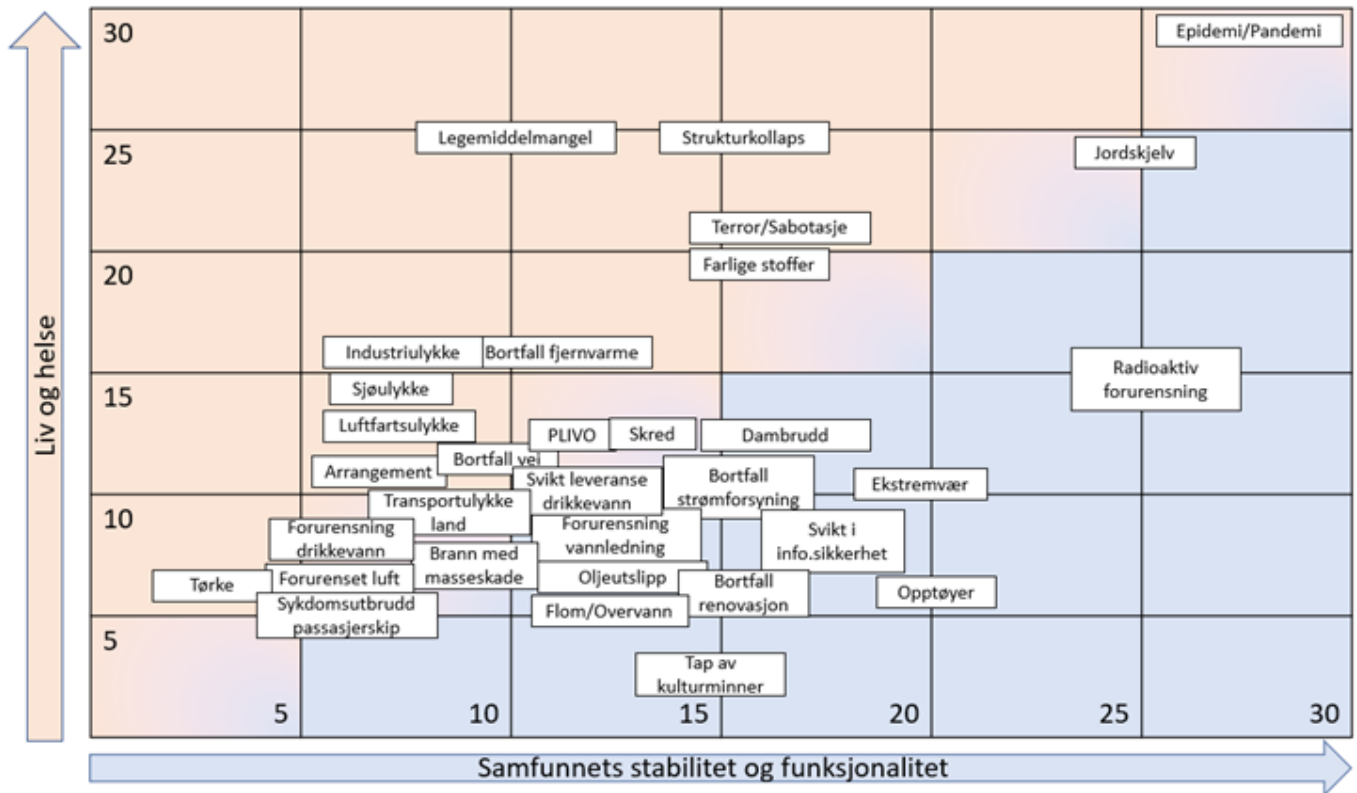 30
Epidemi/Pandemi
Legemiddelmangel
Strukturkollaps
25
Jordskjelv
Terror/Sabotasje
Farlige stoffer
20
Industriulykke
Bortfall fjernvarme
Radioaktiv
forurensning
Sjøulykke
15
Luftfartsulykke
PLIVO
Skred
Dambrudd
Bortfall vei
Arrangement
Svikt leveranse
drikkevann
Bortfall
strømforsyning
Ekstremvær
Transportulykke
land
10
Forurensning
drikkevann
Forurensning
vannledning
Svikt i
info.sikkerhet
Brann med
masseskade
Tørke
Forurenset luft
Oljeutslipp
Bortfall
renovasjon
Opptøyer
Sykdomsutbrudd
passasjerskip
Flom/Overvann
5
Tap av
kulturminner
5
10
15
20
25
30
Liv og helse
Samfunnets stabilitet og funksjonalitet